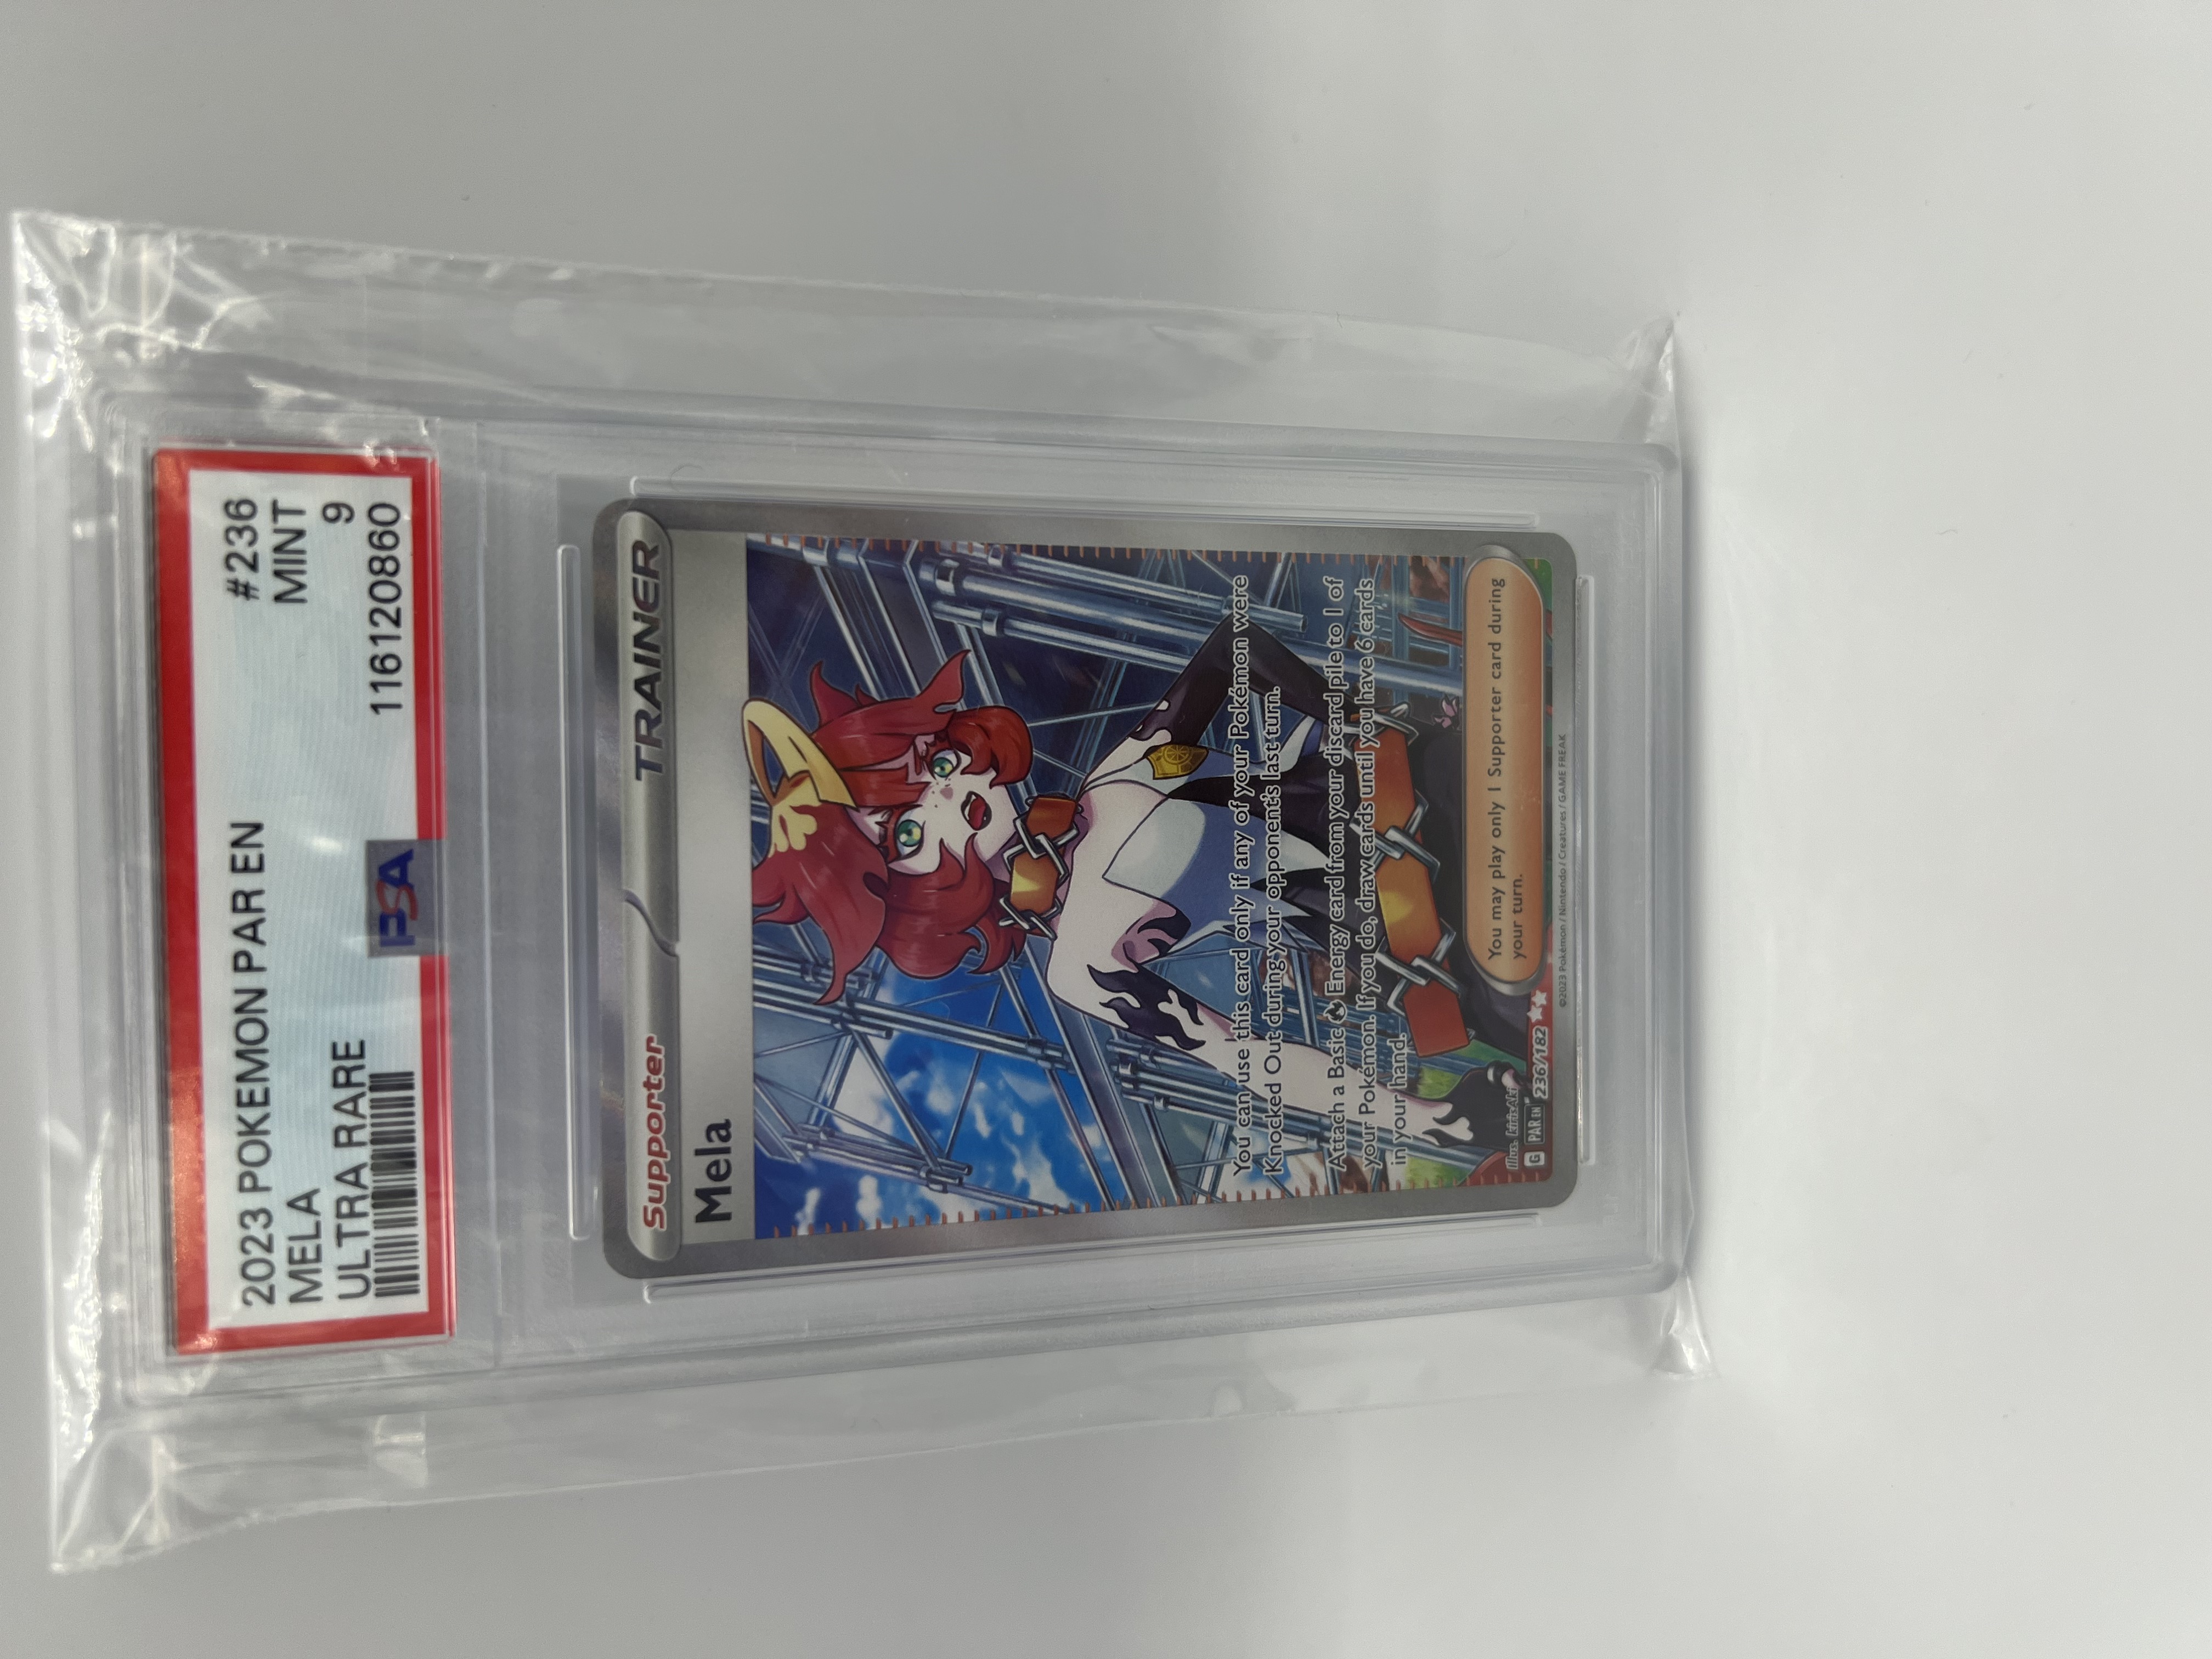 2023 POKEMON PAR EN #236
MELA MINT
ULTRA RARE 9
PSA 116120860
Supporter TRAINER
Mela
You can use this card only if any of your Pokémon were
Knocked Out during your opponent's last turn.
Attach a Basic Energy card from your discard pile to 1 of
your Pokémon. If you do, draw cards until you have 6 cards
in your hand.
You may play only 1 Supporter card during
your turn.
Illus.
G PAR EN 236/182
©2023 Pokémon / Nintendo / Creatures / GAME FREAK